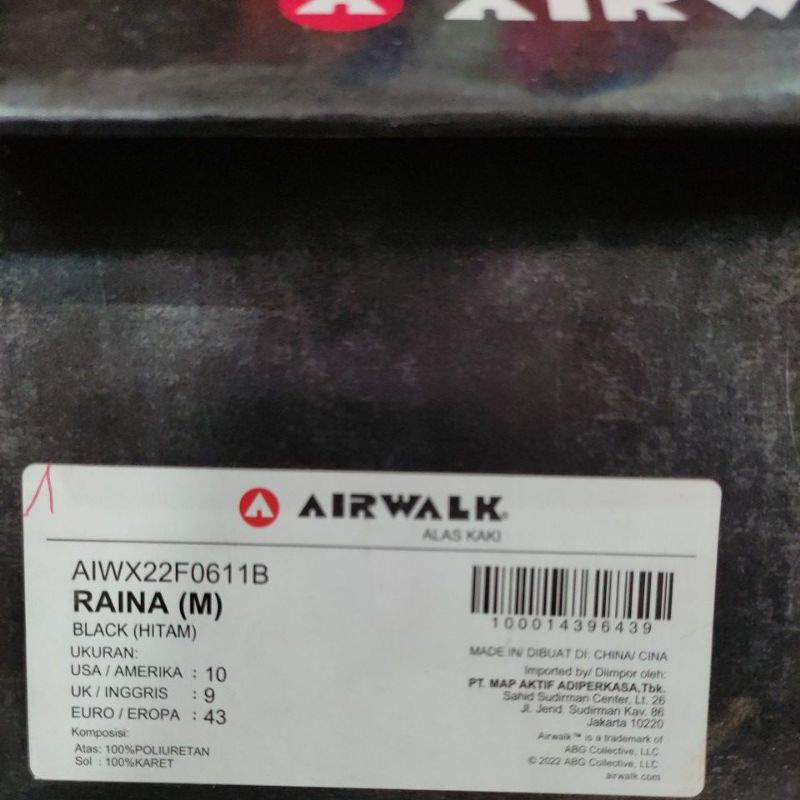 AIRW
1
AIRWALK
ALAS KAKI
AIWX22F0611B
RAINA (M)
BLACK (HITAM)
UKURAN:
USA / AMERIKA : 10
UK / INGGRIS : 9
EURO / EROPA : 43
Komposisi:
Atas: 100%POLIURETAN
Sol : 100%KARET
100014396439
MADE IN/ DIBUAT DI: CHINA/ CINA
Imported by/ Diimpor oleh:
PT. MAP AKTIF ADIPERKASA,Tbk.
Sahid Sudirman Center, Lt. 26
Jl. Jend. Sudirman Kav. 86
Jakarta 10220
Airwalk™ is a trademark of
ABG Collective, LLC.
© 2022 ABG Collective, LLC.
airwalk.com